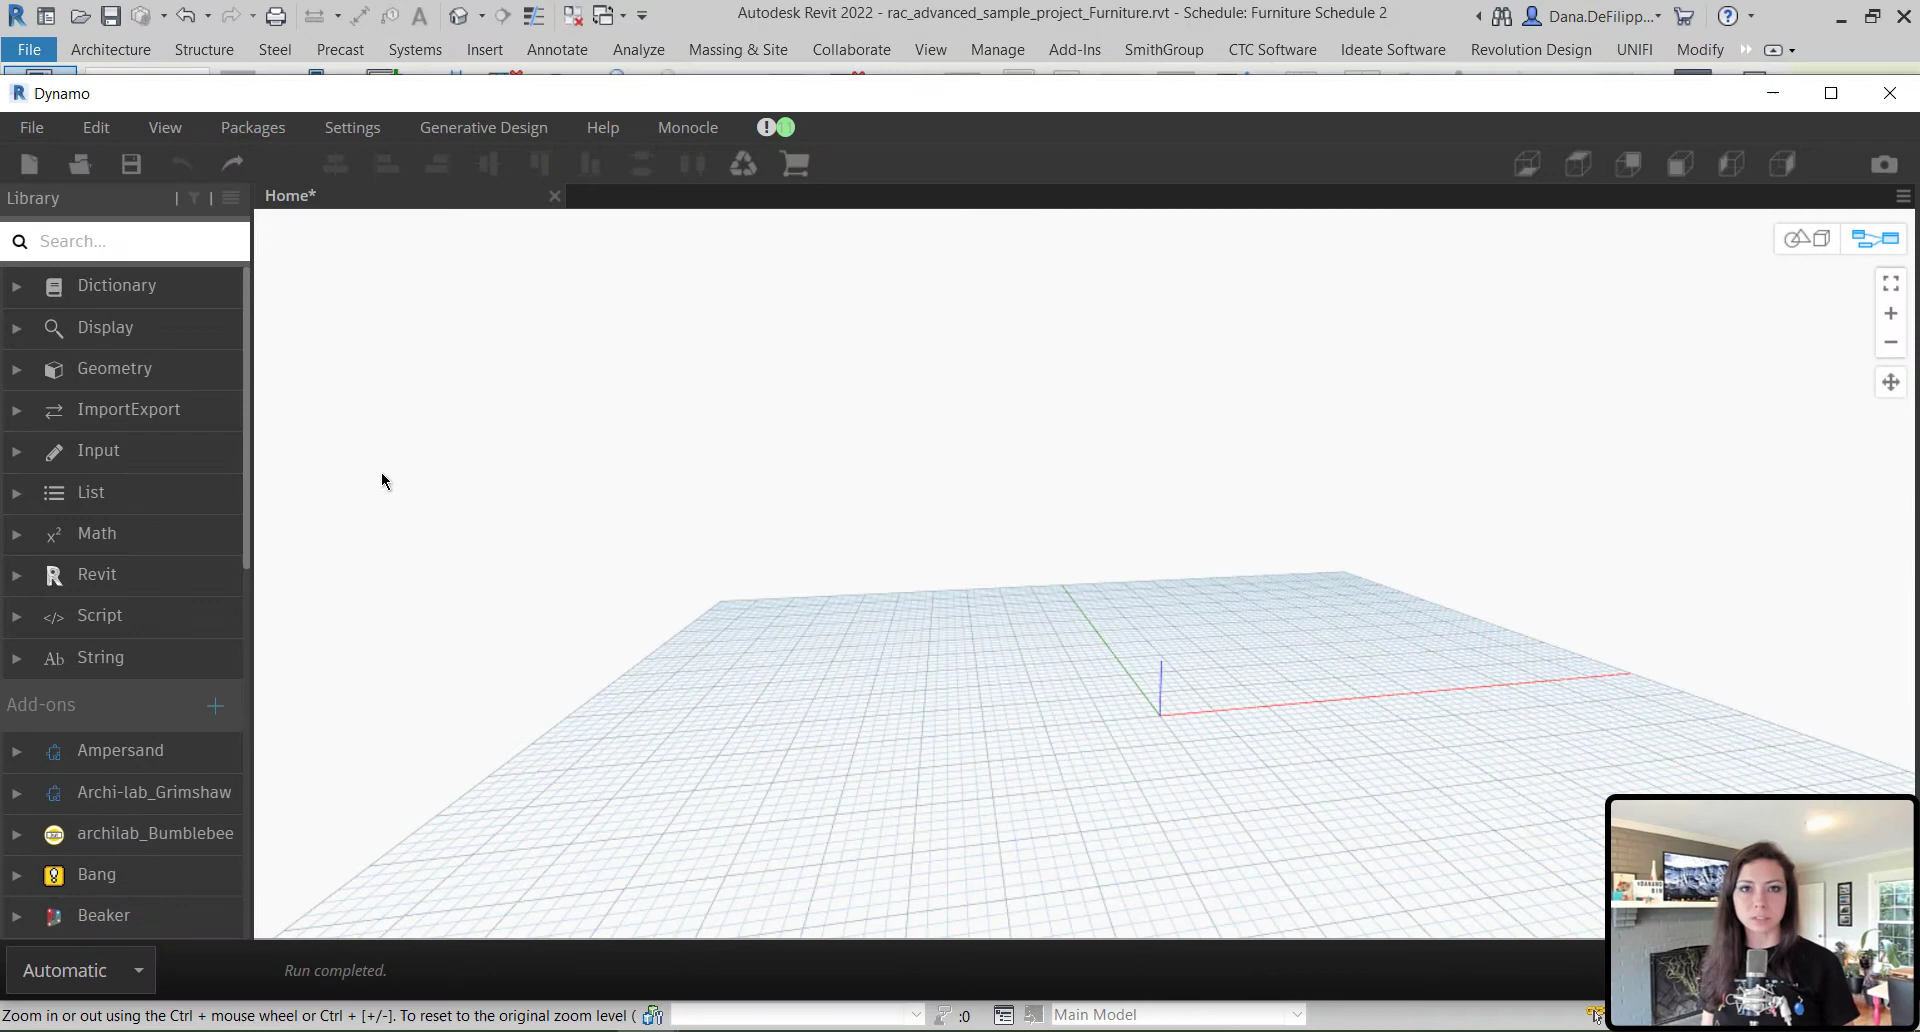 Autodesk Revit 2022 - rac_advanced_sample_project_Furniture.rvt - Schedule: Furniture Schedule 2
Dana.DeFilipp...
File Architecture Structure Steel Precast Systems Insert Annotate Analyze Massing & Site Collaborate View Manage Add-Ins SmithGroup CTC Software Ideate Software Revolution Design UNIFI Modify
Dynamo
File Edit View Packages Settings Generative Design Help Monocle
Library
Home*
Search...
Dictionary
Display
Geometry
ImportExport
Input
List
Math
Revit
Script
String
Add-ons
Ampersand
Archi-lab_Grimshaw
archilab_Bumblebee
Bang
Beaker
Automatic
Run completed.
Zoom in or out using the Ctrl + mouse wheel or Ctrl + [+/-]. To reset to the original zoom level (
:0
Main Model